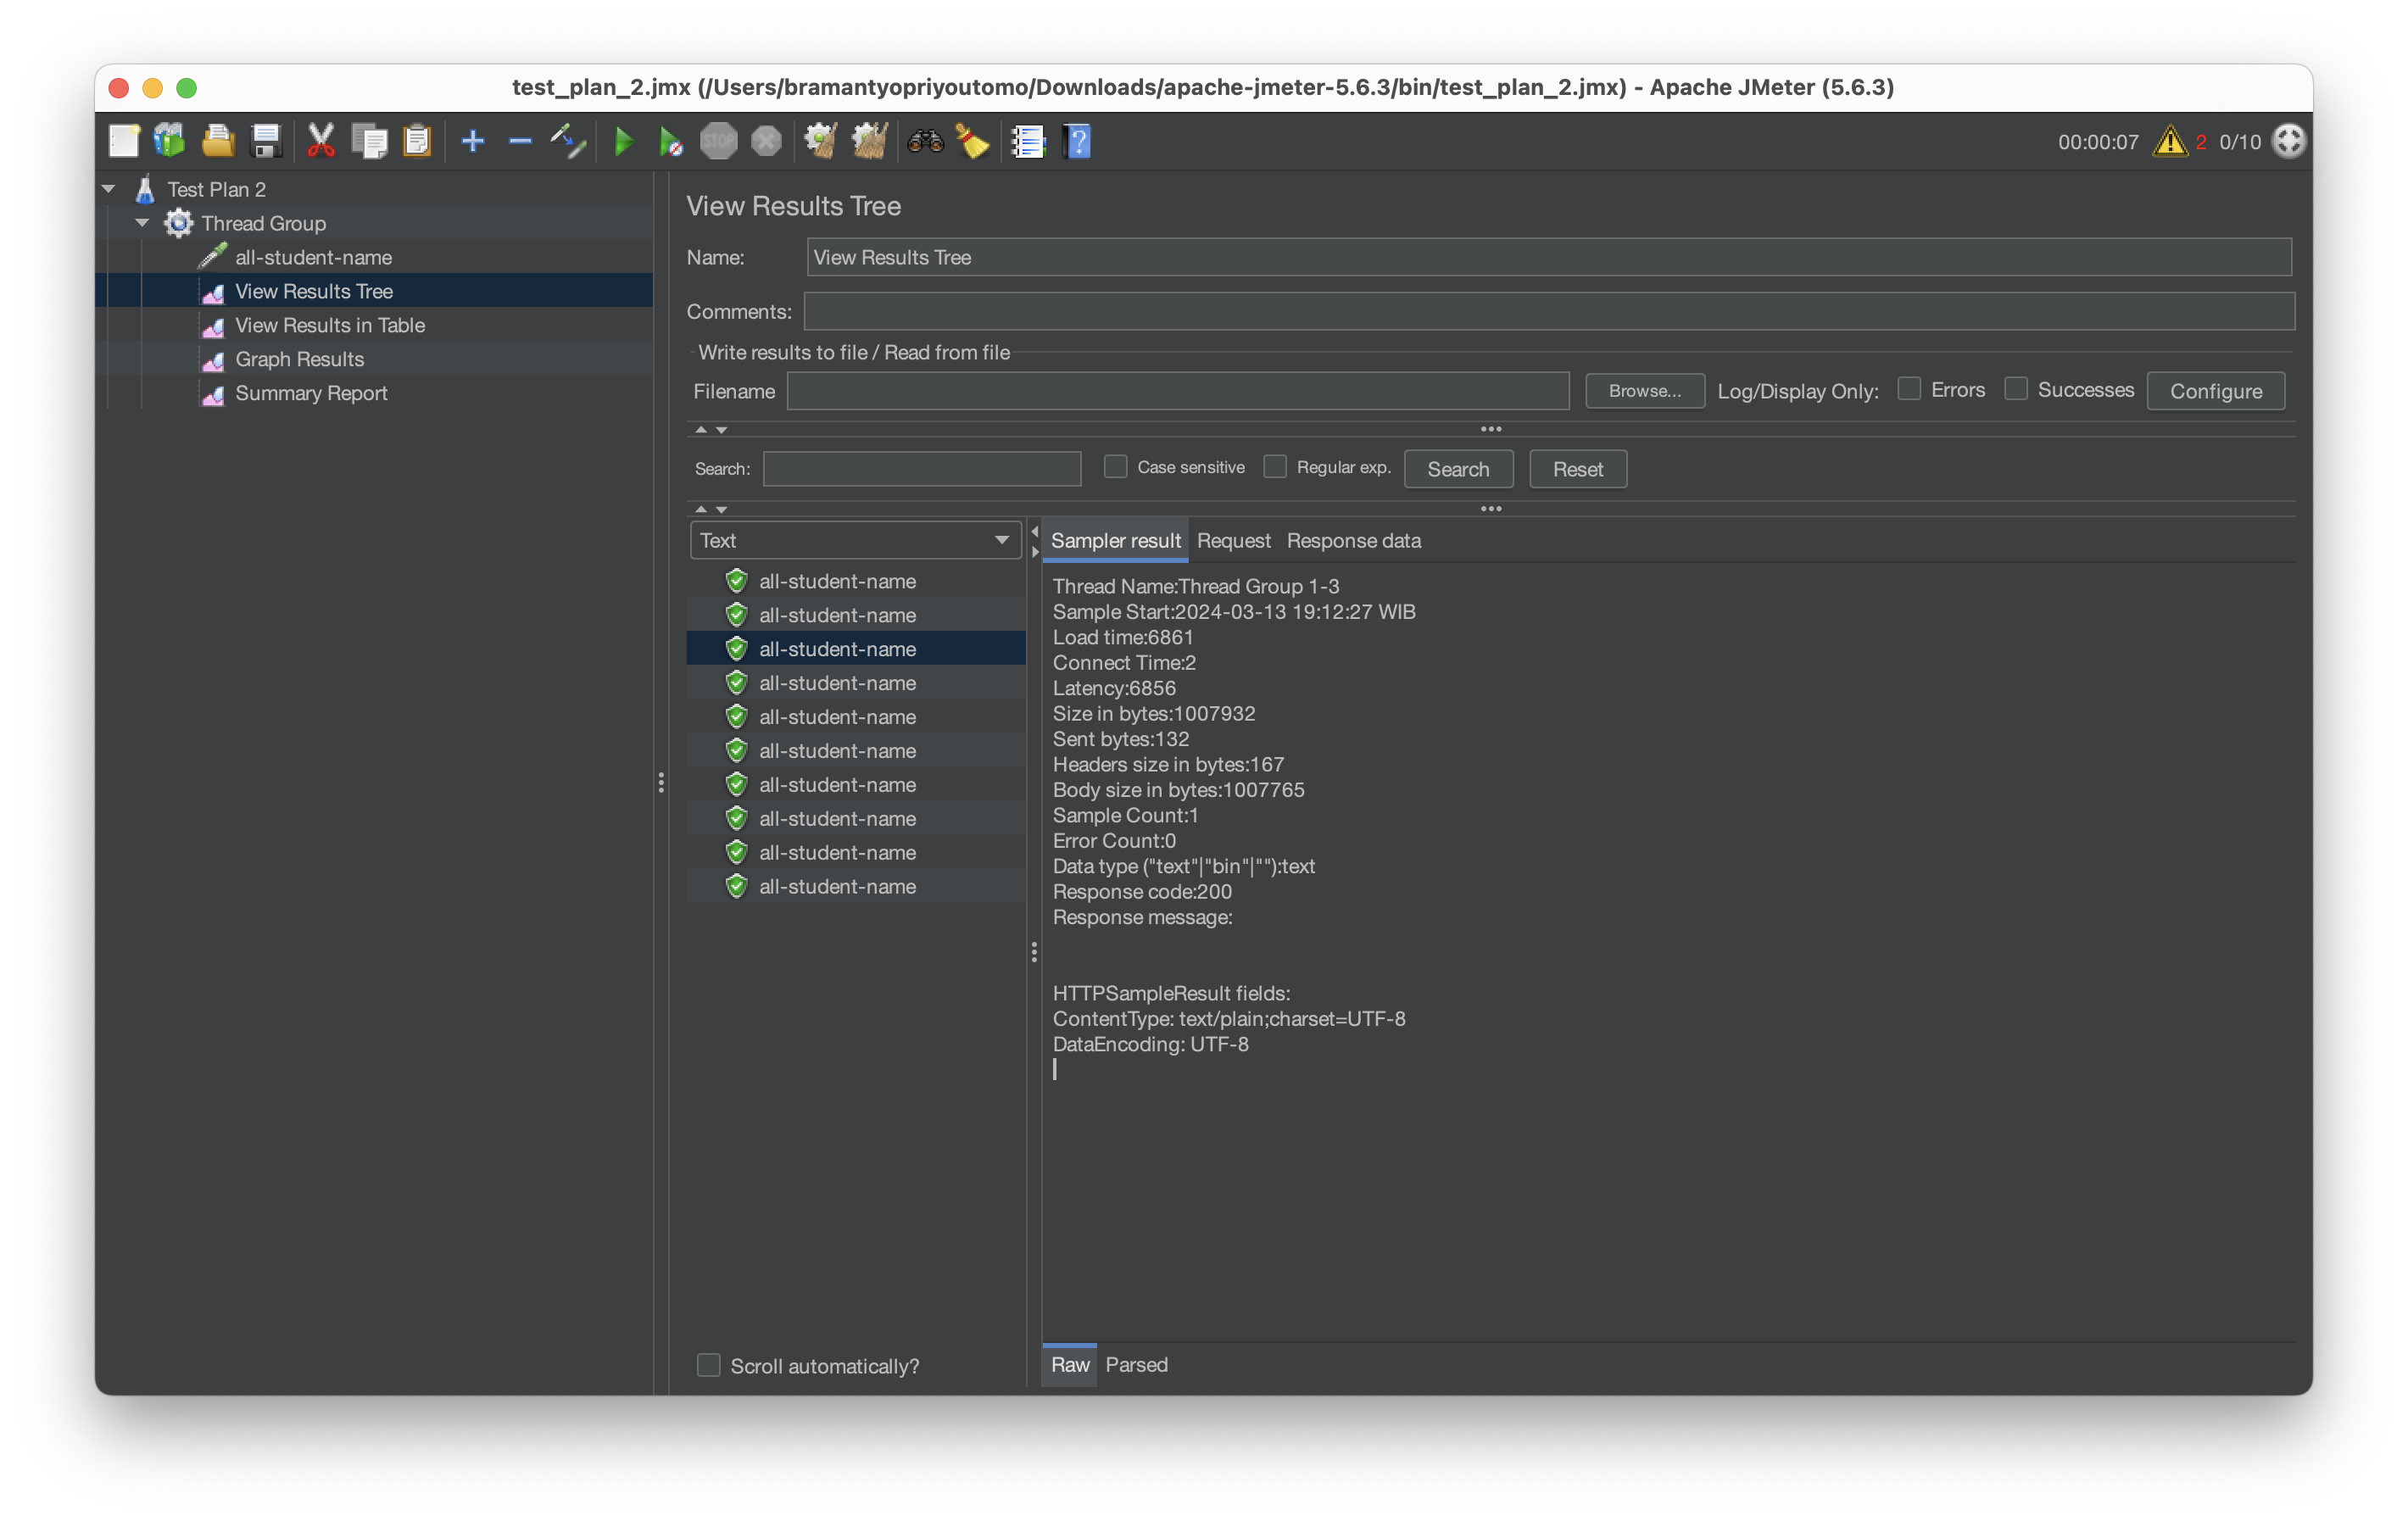 test_plan_2.jmx (/Users/bramantyopriyoutomo/Downloads/apache-jmeter-5.6.3/bin/test_plan_2.jmx) - Apache JMeter (5.6.3)
STOP
?
00:00:07
2
0/10
Test Plan 2
Thread Group
all-student-name
View Results Tree
View Results in Table
Graph Results
Summary Report
View Results Tree
Name: View Results Tree
Comments:
Write results to file / Read from file
Filename Browse... Log/Display Only: Errors Successes Configure
Search: Case sensitive Regular exp. Search Reset
Text
all-student-name
all-student-name
all-student-name
all-student-name
all-student-name
all-student-name
all-student-name
all-student-name
all-student-name
all-student-name
Scroll automatically?
Sampler result Request Response data
Thread Name:Thread Group 1-3
Sample Start:2024-03-13 19:12:27 WIB
Load time:6861
Connect Time:2
Latency:6856
Size in bytes:1007932
Sent bytes:132
Headers size in bytes:167
Body size in bytes:1007765
Sample Count:1
Error Count:0
Data type ("text"|"bin"|""):text
Response code:200
Response message:
HTTPSampleResult fields:
ContentType: text/plain;charset=UTF-8
DataEncoding: UTF-8
Raw Parsed